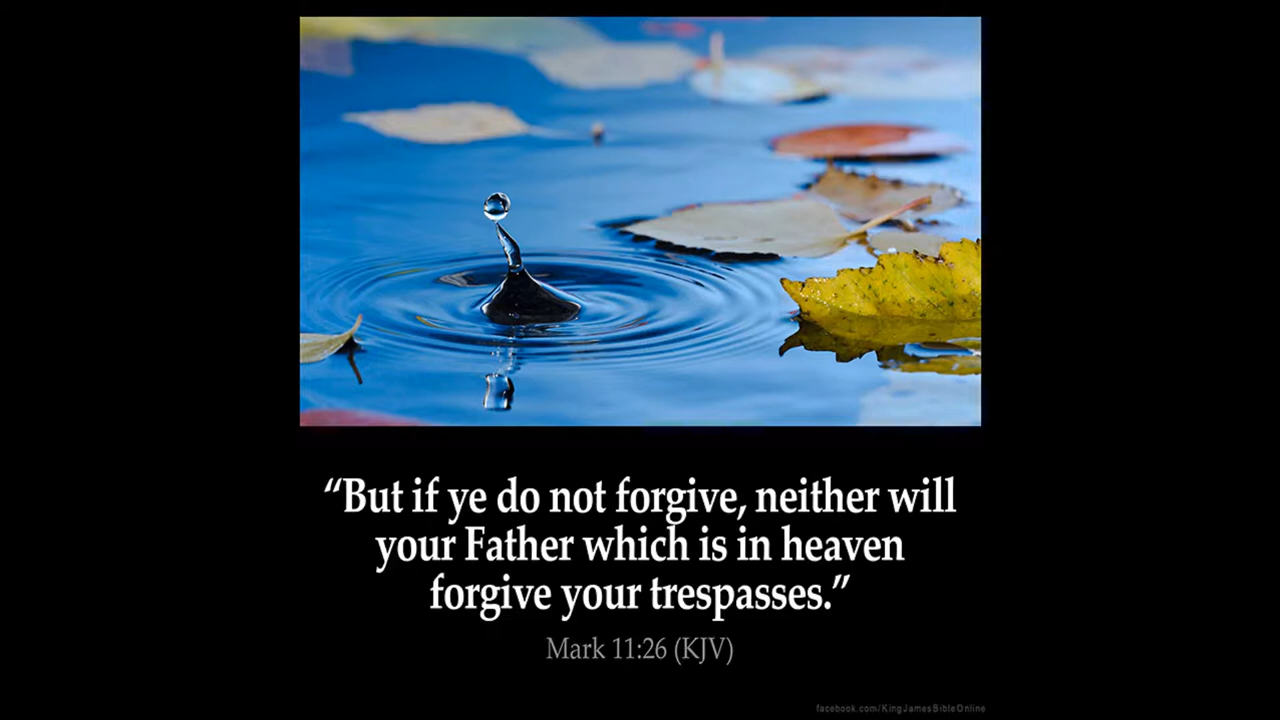 “But if ye do not forgive, neither will
your Father which is in heaven
forgive your trespasses.”
Mark 11:26 (KJV)
facebook.com/KingJamesBibleOnline